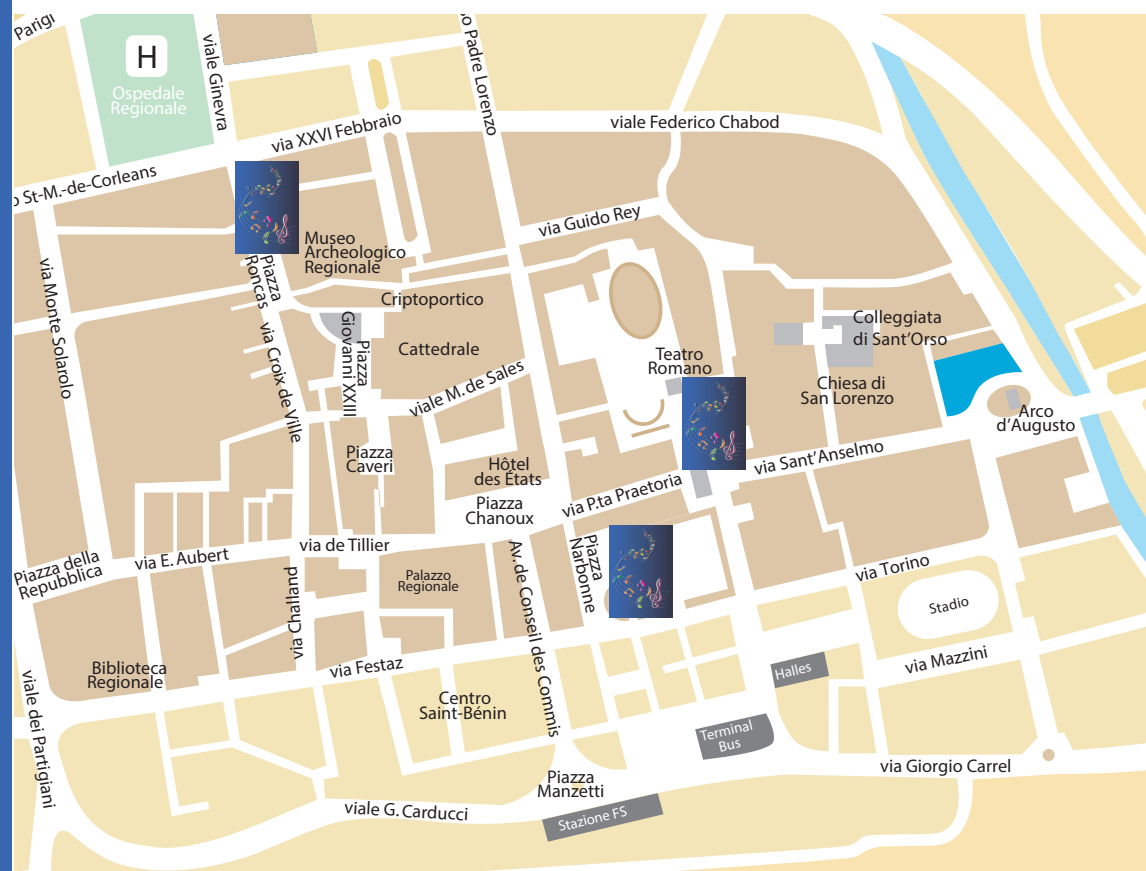 Parigi
H
Ospedale
Regionale
viale Ginevra
o Padre Lorenzo
via XXVI Febbraio
viale Federico Chabod
o St-M.-de-Corleans
via Guido Rey
Museo
Archeologico
Regionale
Piazza
Roncas
via Monte Solarolo
Criptoportico
Piazza
Giovanni XXIII
Cattedrale
via Croix de Ville
viale M. de Sales
Teatro
Romano
Colleggiata
di Sant'Orso
Chiesa di
San Lorenzo
Arco
d'Augusto
Piazza
Caveri
Hôtel
des États
via Sant'Anselmo
via P.ta Praetoria
Piazza
Chanoux
via de Tillier
via E. Aubert
Piazza della
Repubblica
Piazza
Narbonne
Av. de Conseil des Commis
via Challand
Palazzo
Regionale
via Torino
Stadio
via Festaz
via Mazzini
Halles
Biblioteca
Regionale
viale dei Partigiani
Centro
Saint-Bénin
Terminal
Bus
via Giorgio Carrel
Piazza
Manzetti
viale G. Carducci
Stazione FS